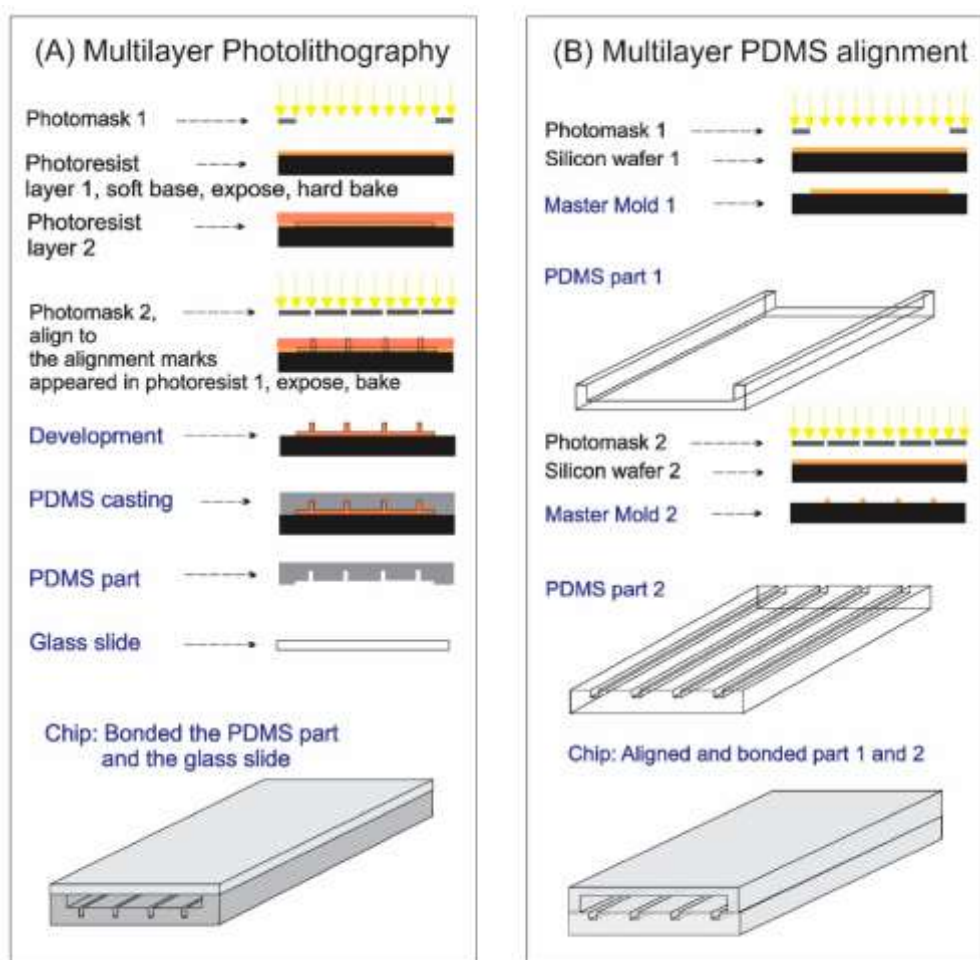 (A) Multilayer Photolithography
Photomask 1
Photoresist
layer 1, soft base, expose, hard bake
Photoresist
layer 2
Photomask 2,
align to
the alignment marks
appeared in photoresist 1, expose, bake
Development
PDMS casting
PDMS part
Glass slide
Chip: Bonded the PDMS part
and the glass slide
(B) Multilayer PDMS alignment
Photomask 1
Silicon wafer 1
Master Mold 1
PDMS part 1
Photomask 2
Silicon wafer 2
Master Mold 2
PDMS part 2
Chip: Aligned and bonded part 1 and 2